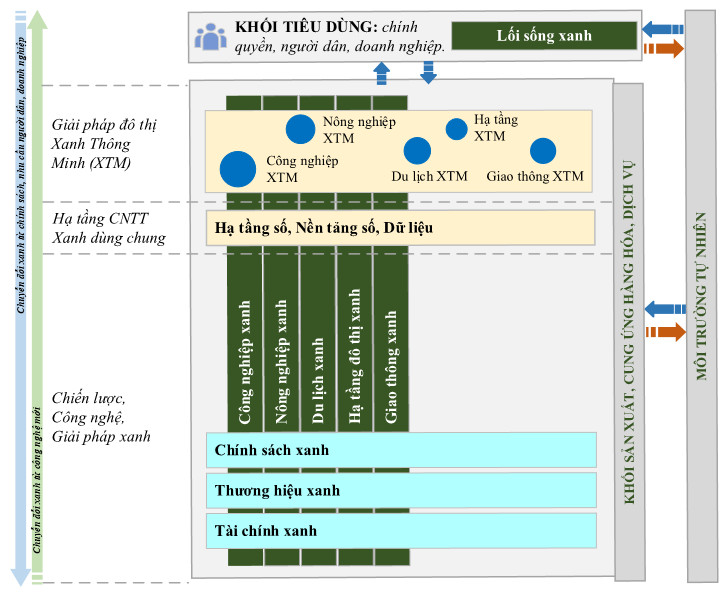 KHỐI TIÊU DÙNG: chính
quyền, người dân, doanh nghiệp.
Lối sống xanh
Chuyển đổi xanh từ chính sách, nhu cầu người dân, doanh nghiệp
Chuyển đổi xanh từ công nghệ mới
Giải pháp đô thị
Xanh Thông
Minh (XTM)
Nông nghiệp
XTM
Hạ tầng
XTM
Công nghiệp
XTM
Du lịch XTM
Giao thông XTM
Hạ tầng CNTT
Xanh dùng chung
Hạ tầng số, Nền tảng số, Dữ liệu
Chiến lược,
Công nghệ,
Giải pháp xanh
Công nghiệp xanh
Nông nghiệp xanh
Du lịch xanh
Hạ tầng đô thị xanh
Giao thông xanh
Chính sách xanh
Thương hiệu xanh
Tài chính xanh
KHỐI SẢN XUẤT, CUNG ỨNG HÀNG HÓA, DỊCH VỤ
MÔI TRƯỜNG TỰ NHIÊN